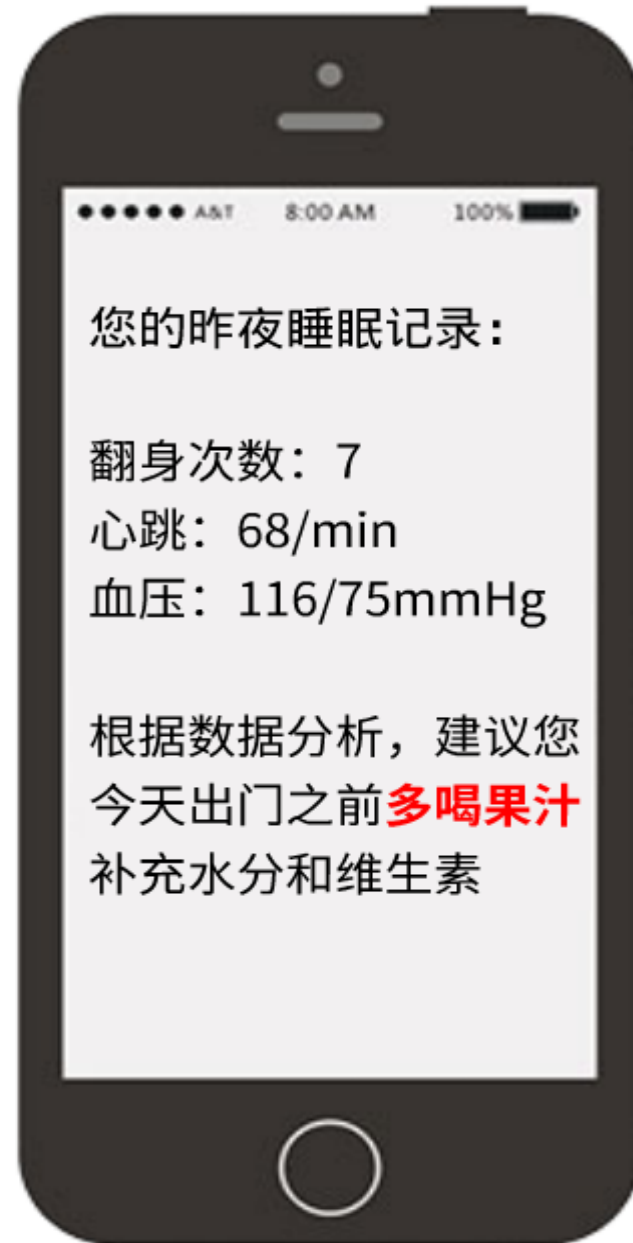 A&T 8:00 AM 100%
您的昨夜睡眠记录：
翻身次数：7
心跳：68/min
血压：116/75mmHg
根据数据分析，建议您
今天出门之前多喝果汁
补充水分和维生素